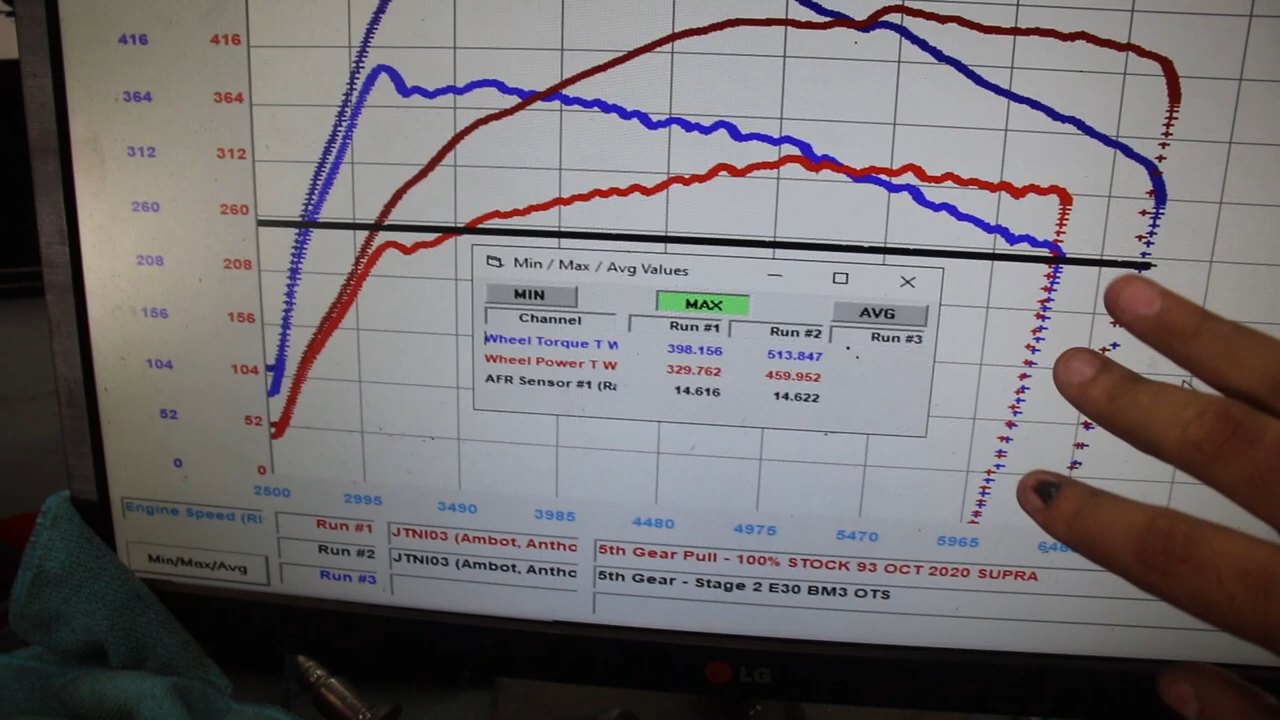 416 416
364 364
312 312
260 260
208 208
156 156
104 104
52 52
0 0
Min / Max / Avg Values
MIN MAX AVG
Channel Run #1 Run #2 Run #3
Wheel Torque T W 398.156 513.847
Wheel Power T W 329.762 459.952
AFR Sensor #1 (Ra 14.616 14.622
2500 2995 3490 3985 4480 4975 5470 5965
Engine Speed (RI
Run #1 JTNI03 (Ambot, Antho 5th Gear Pull - 100% STOCK 93 OCT 2020 SUPRA
Run #2 JTNI03 (Ambot, Antho 5th Gear - Stage 2 E30 BM3 OTS
Run #3
Min/Max/Avg
LG